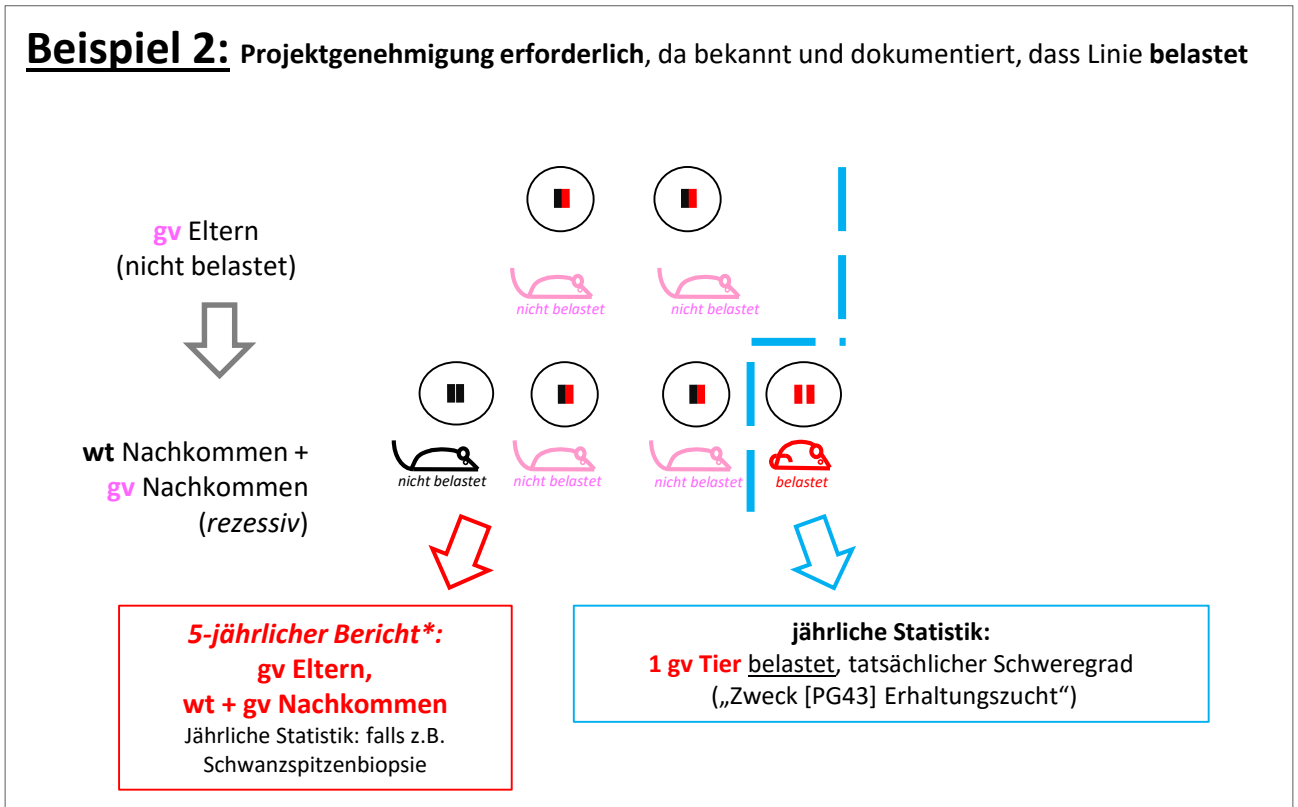 Beispiel 2: Projektgenehmigung erforderlich, da bekannt und dokumentiert, dass Linie belastet
gv Eltern
(nicht belastet)
nicht belastet
nicht belastet
wt Nachkommen +
gv Nachkommen
(rezessiv)
nicht belastet
nicht belastet
nicht belastet
belastet
5-jährlicher Bericht*:
gv Eltern,
wt + gv Nachkommen
Jährliche Statistik: falls z.B.
Schwanzspitzenbiopsie
jährliche Statistik:
1 gv Tier belastet, tatsächlicher Schweregrad
(„Zweck [PG43] Erhaltungszucht“)